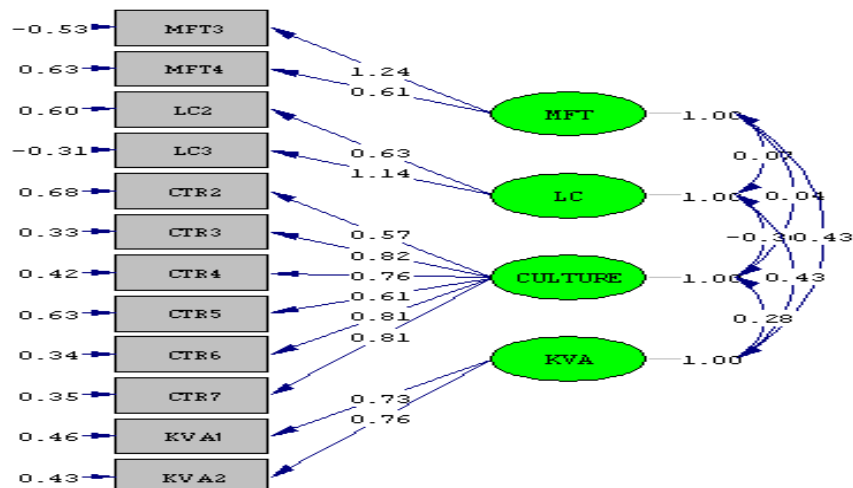 -0.53 MFT3
0.63 MFT4
0.60 LC2
-0.31 LC3
0.68 CTR2
0.33 CTR3
0.42 CTR4
0.63 CTR5
0.34 CTR6
0.35 CTR7
0.46 KVA1
0.43 KVA2
1.24
0.61
0.63
1.14
0.57
0.82
0.76
0.61
0.81
0.81
0.73
0.76
MFT 1.00
LC 1.00
CULTURE 1.00
KVA 1.00
0.07
0.04
0.43
0.43
0.28